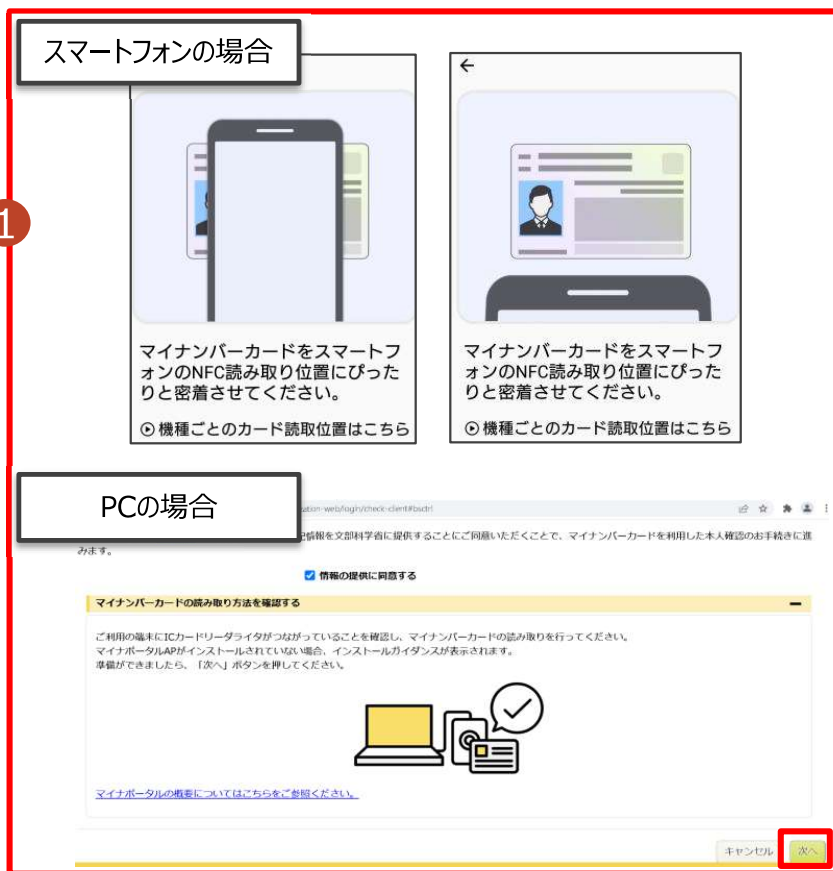 スマートフォンの場合
←
マイナンバーカードをスマートフ
ォンのNFC読み取り位置にぴった
りと密着させてください。
機種ごとのカード読取位置はこちら
マイナンバーカードをスマートフ
ォンのNFC読み取り位置にぴった
りと密着させてください。
機種ごとのカード読取位置はこちら
1
PCの場合
ation-web/login/check-client#bsctrl
記情報を文部科学省に提供することにご同意いただくことで、マイナンバーカードを利用した本人確認のお手続きに進
みます。
情報の提供に同意する
マイナンバーカードの読み取り方法を確認する
ご利用の端末にICカードリーダライタがつながっていることを確認し、マイナンバーカードの読み取りを行ってください。
マイナポータルAPがインストールされていない場合、インストールガイダンスが表示されます。
準備ができましたら、「次へ」ボタンを押してください。
マイナポータルの概要についてはこちらをご参照ください。
キャンセル
次へ